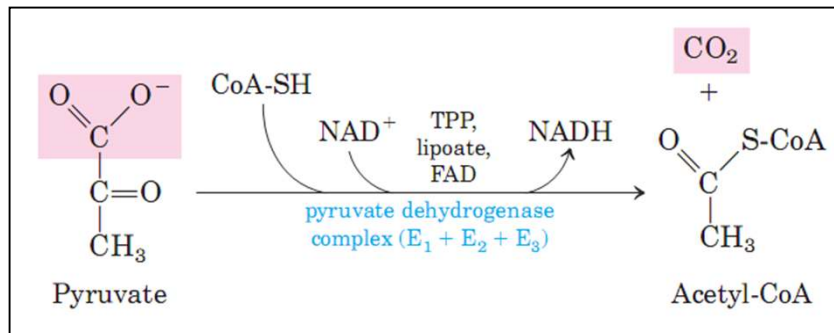 O
O⁻
C
C=O
CH₃
Pyruvate
CoA-SH
NAD⁺
TPP,
lipoate,
FAD
NADH
pyruvate dehydrogenase
complex (E₁ + E₂ + E₃)
CO₂
+
O
S-CoA
C
CH₃
Acetyl-CoA